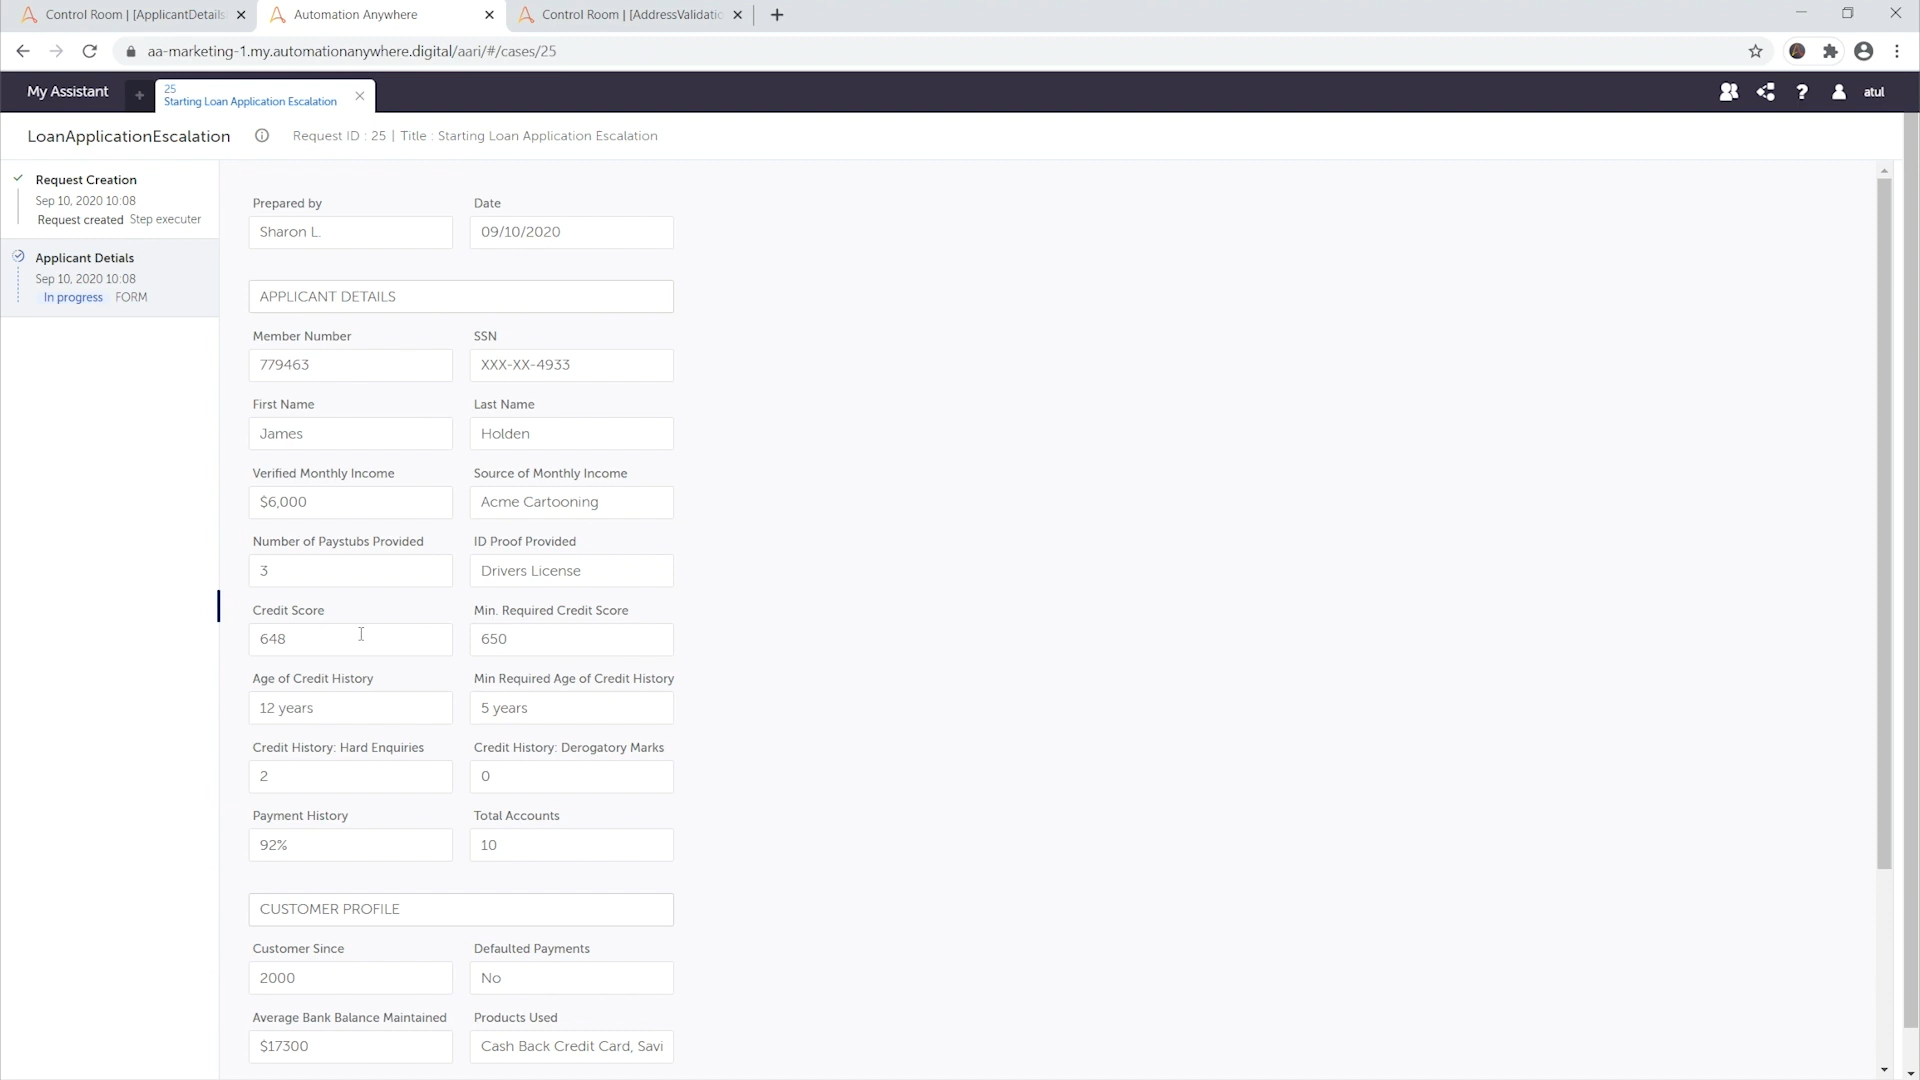 Control Room | [ApplicantDetails
Automation Anywhere
Control Room | [AddressValidatio
aa-marketing-1.my.automationanywhere.digital/aari/#/cases/25
My Assistant
25
Starting Loan Application Escalation
atul
LoanApplicationEscalation
Request ID : 25 | Title : Starting Loan Application Escalation
Request Creation
Sep 10, 2020 10:08
Request created Step executer
Applicant Detials
Sep 10, 2020 10:08
In progress FORM
Prepared by Date
Sharon L. 09/10/2020
APPLICANT DETAILS
Member Number SSN
779463 XXX-XX-4933
First Name Last Name
James Holden
Verified Monthly Income Source of Monthly Income
$6,000 Acme Cartooning
Number of Paystubs Provided ID Proof Provided
3 Drivers License
Credit Score Min. Required Credit Score
648 650
Age of Credit History Min Required Age of Credit History
12 years 5 years
Credit History: Hard Enquiries Credit History: Derogatory Marks
2 0
Payment History Total Accounts
92% 10
CUSTOMER PROFILE
Customer Since Defaulted Payments
2000 No
Average Bank Balance Maintained Products Used
$17300 Cash Back Credit Card, Savi